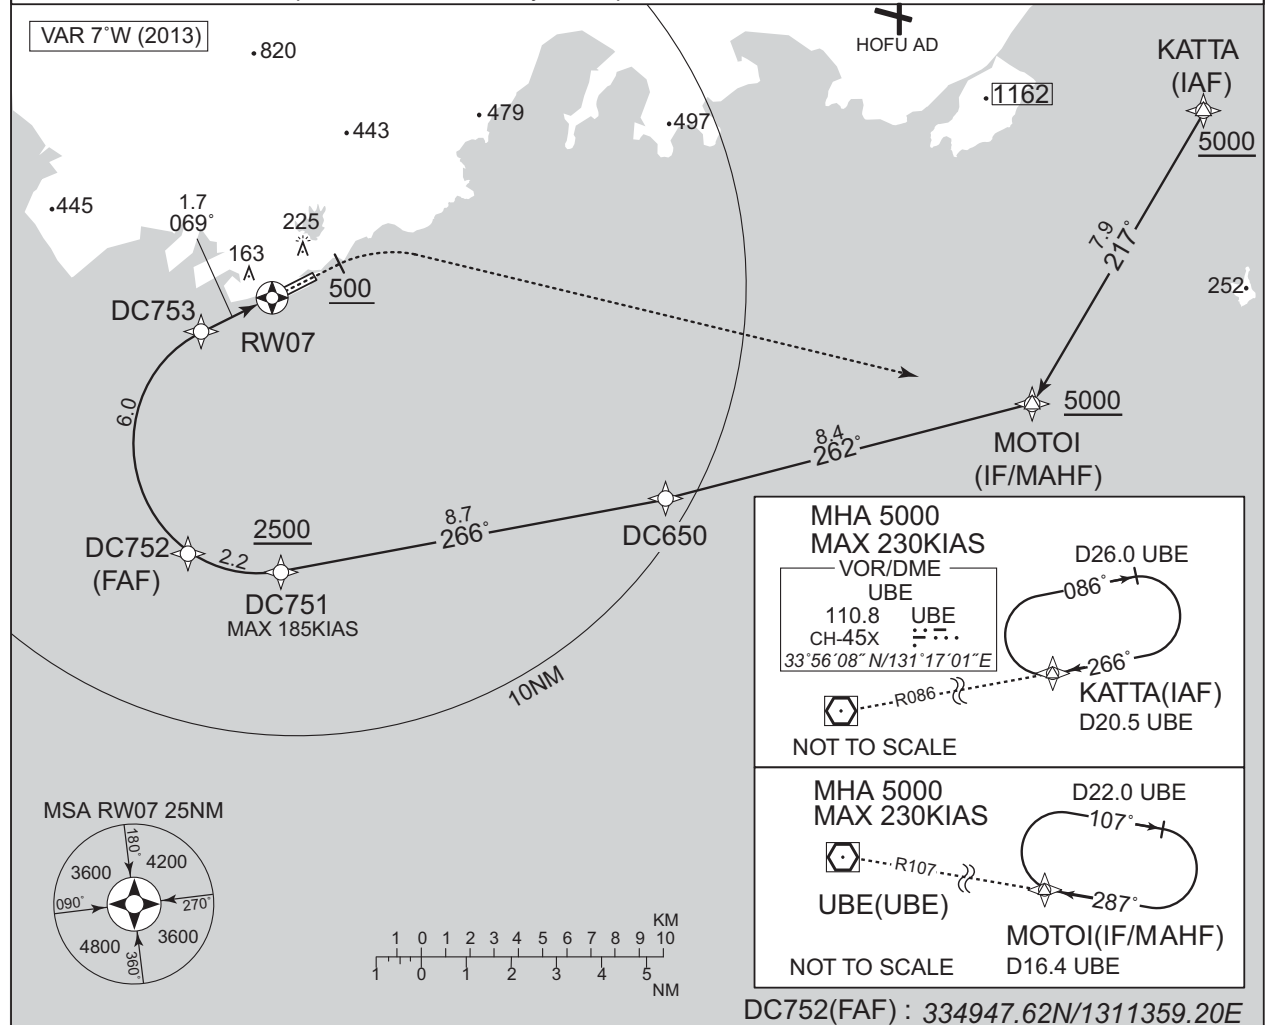 VAR 7°W (2013)
820
HOFU AD
KATTA
(IAF)
5000
1162
479
497
443
445
1.7
069°
225
163
500
7.9
217°
252
DC753
RW07
6.0
5000
MOTOI
(IF/MAHF)
8.4
262°
DC650
8.7
266°
2500
DC752
(FAF)
2.2
DC751
MAX 185KIAS
10NM
MHA 5000
MAX 230KIAS
VOR/DME
UBE
110.8 UBE
CH-45X
33°56′08″N/131°17′01″E
D26.0 UBE
086°
266°
R086
KATTA(IAF)
D20.5 UBE
NOT TO SCALE
MHA 5000
MAX 230KIAS
D22.0 UBE
107°
R107
287°
UBE(UBE)
MOTOI(IF/MAHF)
D16.4 UBE
NOT TO SCALE
MSA RW07 25NM
180°
3600 4200
090° 270°
4800 3600
360°
KM
1 0 1 2 3 4 5 6 7 8 9 10
1 0 1 2 3 4 5
NM
DC752(FAF) : 334947.62N/1311359.20E